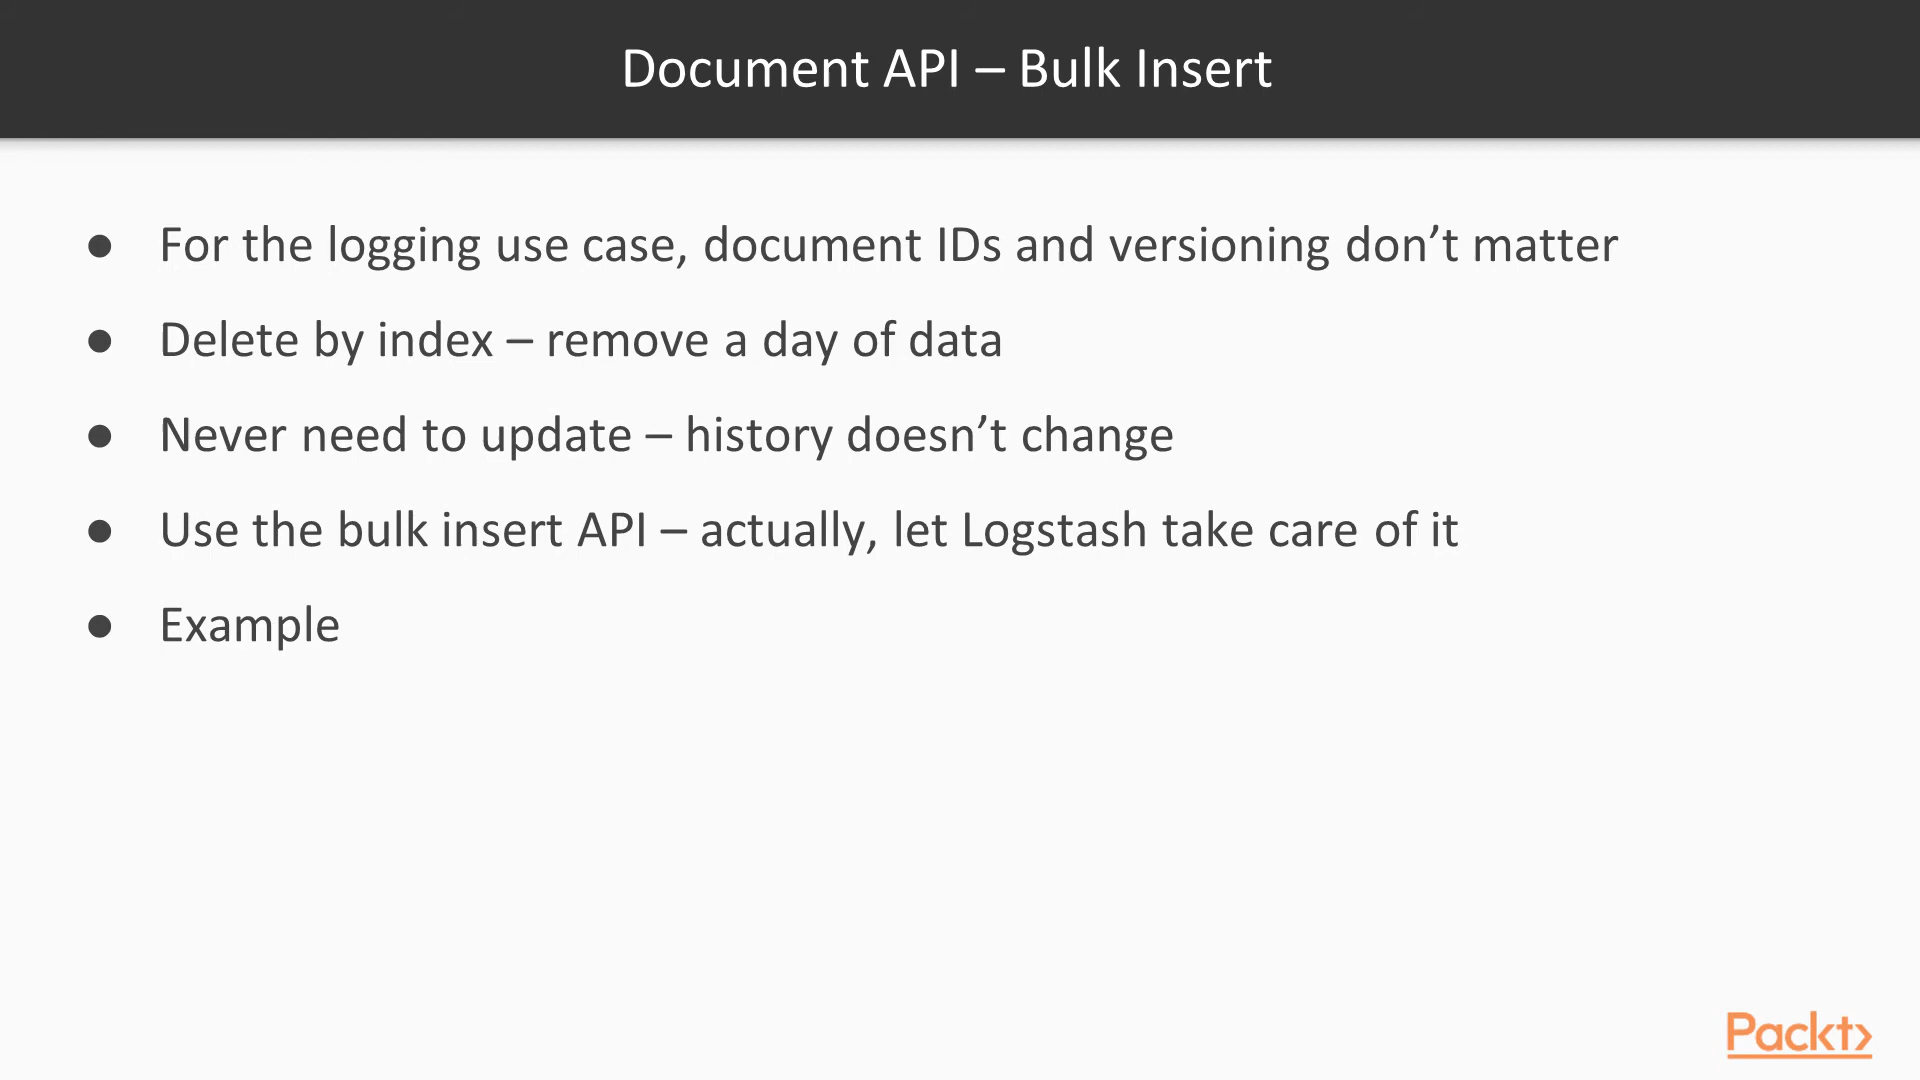 Document API – Bulk Insert
● For the logging use case, document IDs and versioning don’t matter
● Delete by index – remove a day of data
● Never need to update – history doesn’t change
● Use the bulk insert API – actually, let Logstash take care of it
● Example
Packt>